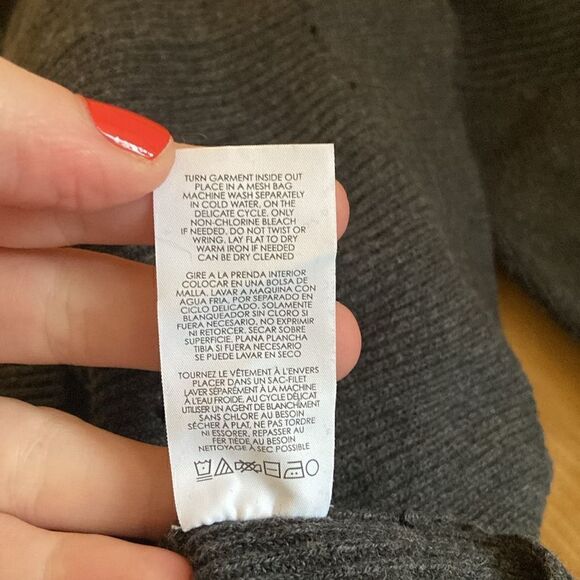 TURN GARMENT INSIDE OUT
PLACE IN A MESH BAG
MACHINE WASH SEPARATELY
IN COLD WATER, ON THE
DELICATE CYCLE. ONLY
NON-CHLORINE BLEACH
IF NEEDED. DO NOT TWIST OR
WRING. LAY FLAT TO DRY
WARM IRON IF NEEDED
CAN BE DRY CLEANED
GIRE A LA PRENDA INTERIOR
COLOCAR EN UNA BOLSA DE
MALLA. LAVAR A MAQUINA CON
AGUA FRIA, POR SEPARADO EN
CICLO DELICADO. SOLAMENTE
BLANQUEADOR SIN CLORO SI
FUERA NECESARIO, NO EXPRIMIR
NI RETORCER. SECAR SOBRE
SUPERFICIE, PLANA PLANCHA
TIBIA SI FUERA NECESSARIO
SE PUEDE LAVAR EN SECO
TOURNEZ LE VÊTEMENT À L'ENVERS
PLACER DANS UN SAC-FILET
LAVER SÉPARÉMENT À LA MACHINE
À L'EAU FROIDE, AU CYCLE DÉLICAT
UTILISER UN AGENT DE BLANCHIMENT
SANS CHLORE AU BESOIN
SÉCHER À PLAT, NE PAS TORDRE
NI ESSORER, REPASSER AU
FER TIÈDE AU BESOIN
NETTOYAGE À SEC POSSIBLE